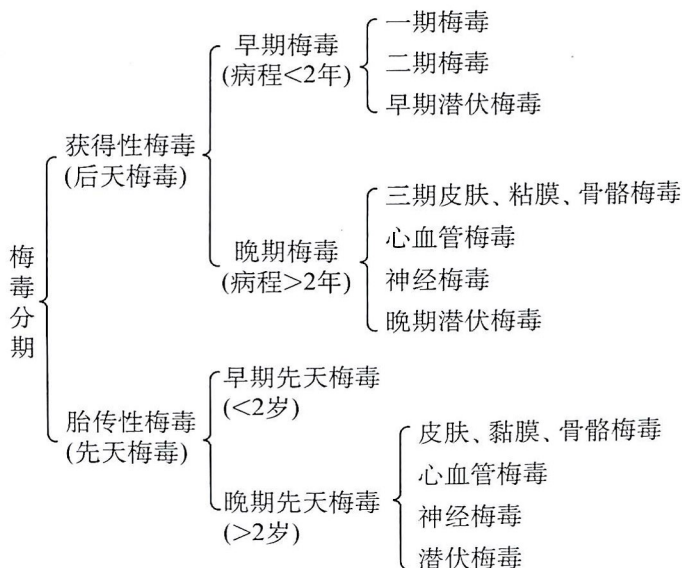 梅毒分期
获得性梅毒
(后天梅毒)
早期梅毒
(病程<2年)
一期梅毒
二期梅毒
早期潜伏梅毒
晚期梅毒
(病程>2年)
三期皮肤、粘膜、骨骼梅毒
心血管梅毒
神经梅毒
晚期潜伏梅毒
胎传性梅毒
(先天梅毒)
早期先天梅毒
(<2岁)
晚期先天梅毒
(>2岁)
皮肤、黏膜、骨骼梅毒
心血管梅毒
神经梅毒
潜伏梅毒